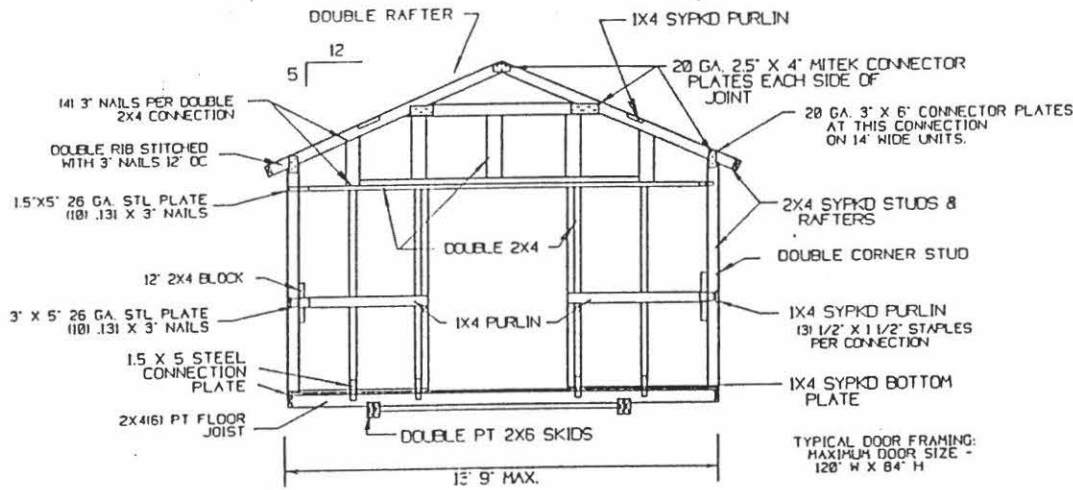 DOUBLE RAFTER
1X4 SYPKD PURLIN
12
5
20 GA. 2.5" X 4" MITEK CONNECTOR
PLATES EACH SIDE OF
JOINT
(4) 3" NAILS PER DOUBLE
2X4 CONNECTION
20 GA. 3" X 6" CONNECTOR PLATES
AT THIS CONNECTION
ON 14' WIDE UNITS.
DOUBLE RIB STITCHED
WITH 3" NAILS 12" OC
1.5"X5" 26 GA. STL PLATE
(10) .131 X 3" NAILS
2X4 SYPKD STUDS &
RAFTERS
DOUBLE 2X4
DOUBLE CORNER STUD
12" 2X4 BLOCK
3" X 5" 26 GA. STL PLATE
(10) .131 X 3" NAILS
1X4 PURLIN
1X4 SYPKD PURLIN
(3) 1/2" X 1 1/2" STAPLES
PER CONNECTION
1.5 X 5 STEEL
CONNECTION
PLATE
1X4 SYPKD BOTTOM
PLATE
2X4(6) PT FLOOR
JOIST
DOUBLE PT 2X6 SKIDS
TYPICAL DOOR FRAMING:
MAXIMUM DOOR SIZE -
120" W X 84" H
13' 9" MAX.